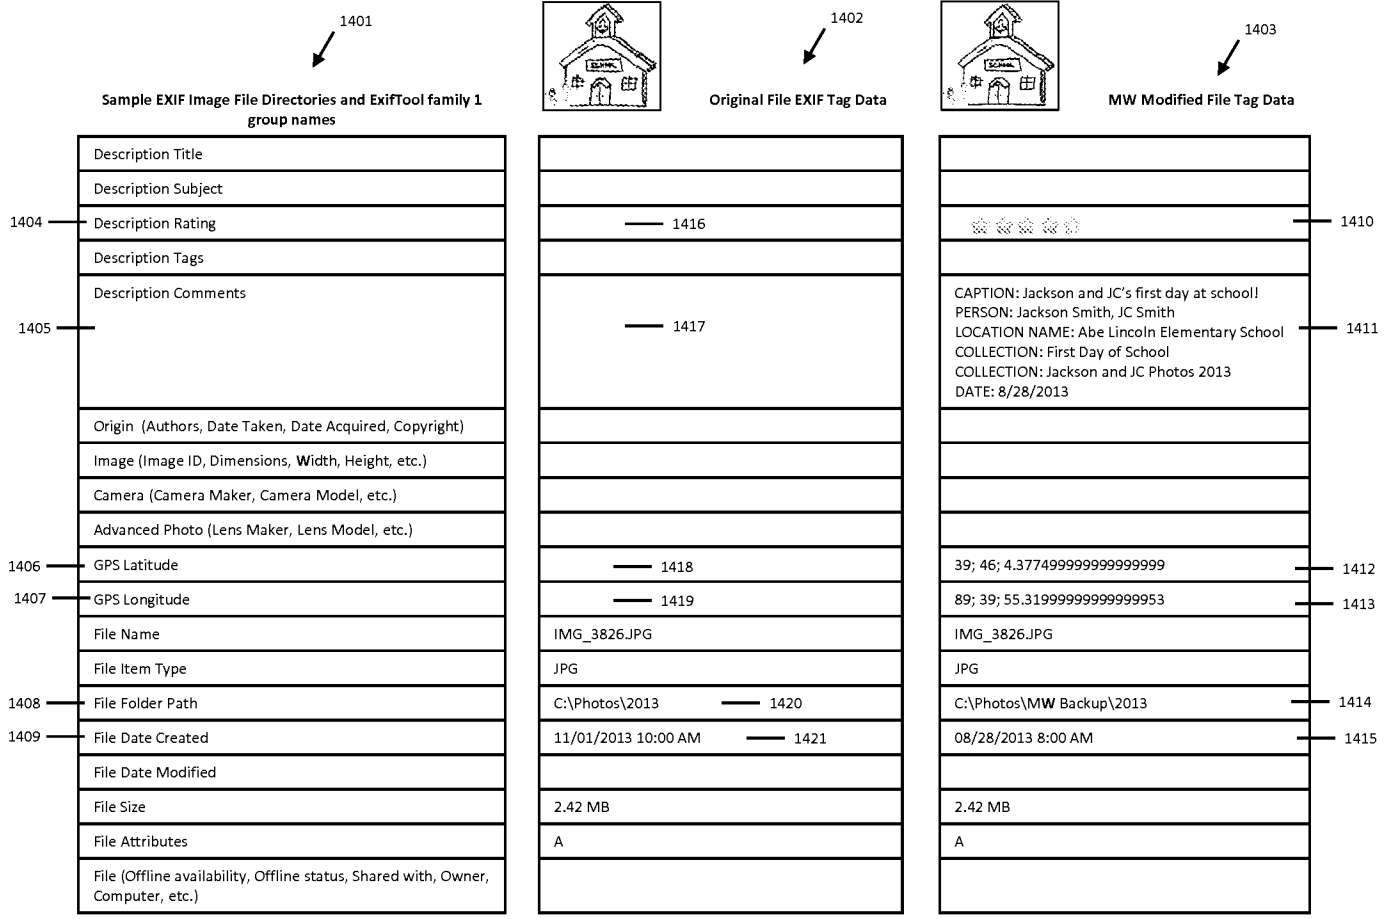 1401
1402
1403
SCHOOL
SCHOOL
Sample EXIF Image File Directories and ExifTool family 1
group names
Original File EXIF Tag Data
MW Modified File Tag Data
Description Title
Description Subject
1404 Description Rating 1416 1410
Description Tags
Description Comments
CAPTION: Jackson and JC's first day at school!
PERSON: Jackson Smith, JC Smith
1405 1417 LOCATION NAME: Abe Lincoln Elementary School 1411
COLLECTION: First Day of School
COLLECTION: Jackson and JC Photos 2013
DATE: 8/28/2013
Origin (Authors, Date Taken, Date Acquired, Copyright)
Image (Image ID, Dimensions, Width, Height, etc.)
Camera (Camera Maker, Camera Model, etc.)
Advanced Photo (Lens Maker, Lens Model, etc.)
1406 GPS Latitude 1418 39; 46; 4.377499999999999999 1412
1407 GPS Longitude 1419 89; 39; 55.31999999999999953 1413
File Name IMG_3826.JPG IMG_3826.JPG
File Item Type JPG JPG
1408 File Folder Path C:\Photos\2013 1420 C:\Photos\MW Backup\2013 1414
1409 File Date Created 11/01/2013 10:00 AM 1421 08/28/2013 8:00 AM 1415
File Date Modified
File Size 2.42 MB 2.42 MB
File Attributes A A
File (Offline availability, Offline status, Shared with, Owner,
Computer, etc.)